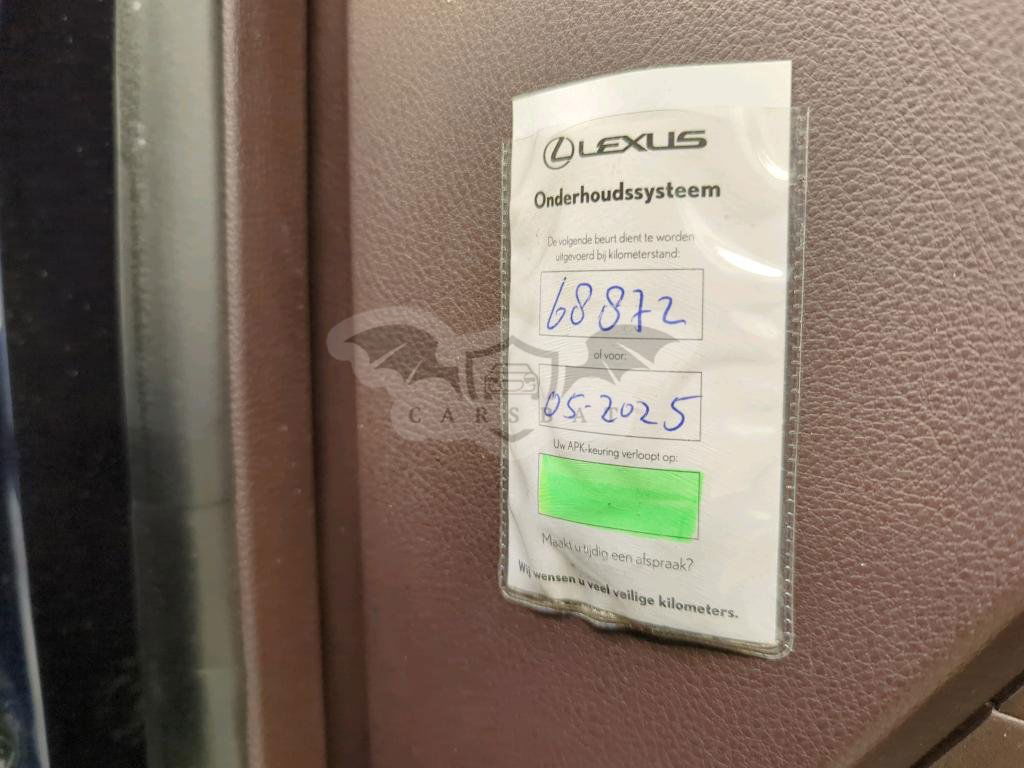 LEXUS
Onderhoudssysteem
De volgende beurt dient te worden
uitgevoerd bij kilometerstand:
68872
of voor:
05-2025
CARSDAC
Uw APK-keuring verloopt op:
Maakt u tijdig een afspraak?
Wij wensen u veel veilige kilometers.